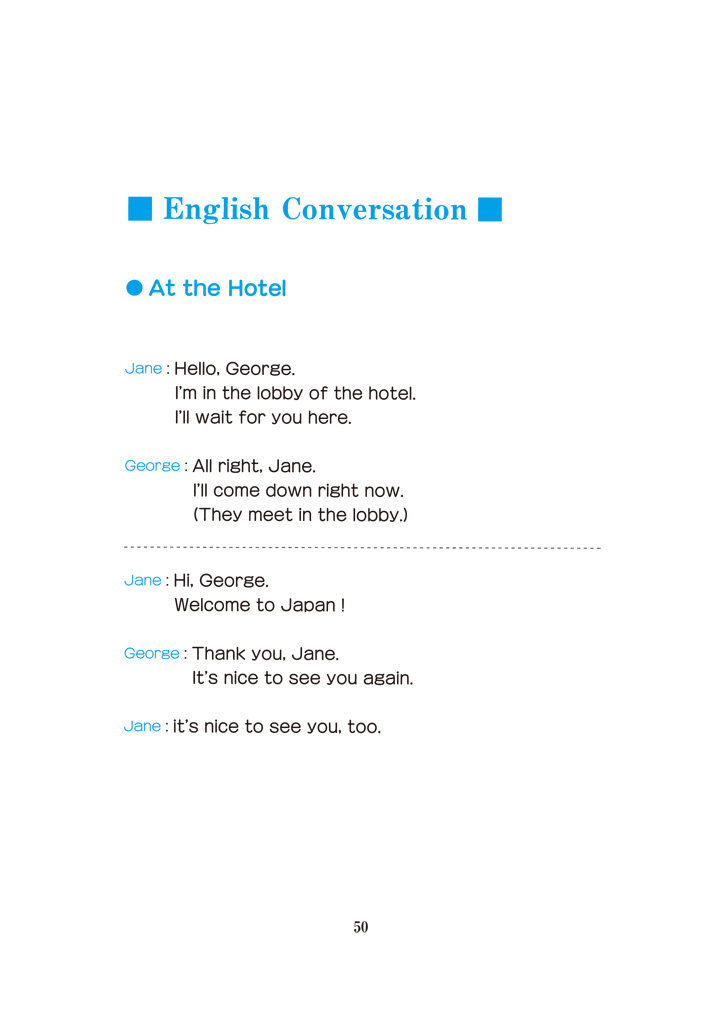 ■ English Conversation ■
● At the Hotel
Jane : Hello, George.
I'm in the lobby of the hotel.
I'll wait for you here.
George : All right, Jane.
I'll come down right now.
(They meet in the lobby.)
Jane : Hi, George.
Welcome to Japan !
George : Thank you, Jane.
It's nice to see you again.
Jane : it's nice to see you, too.
50